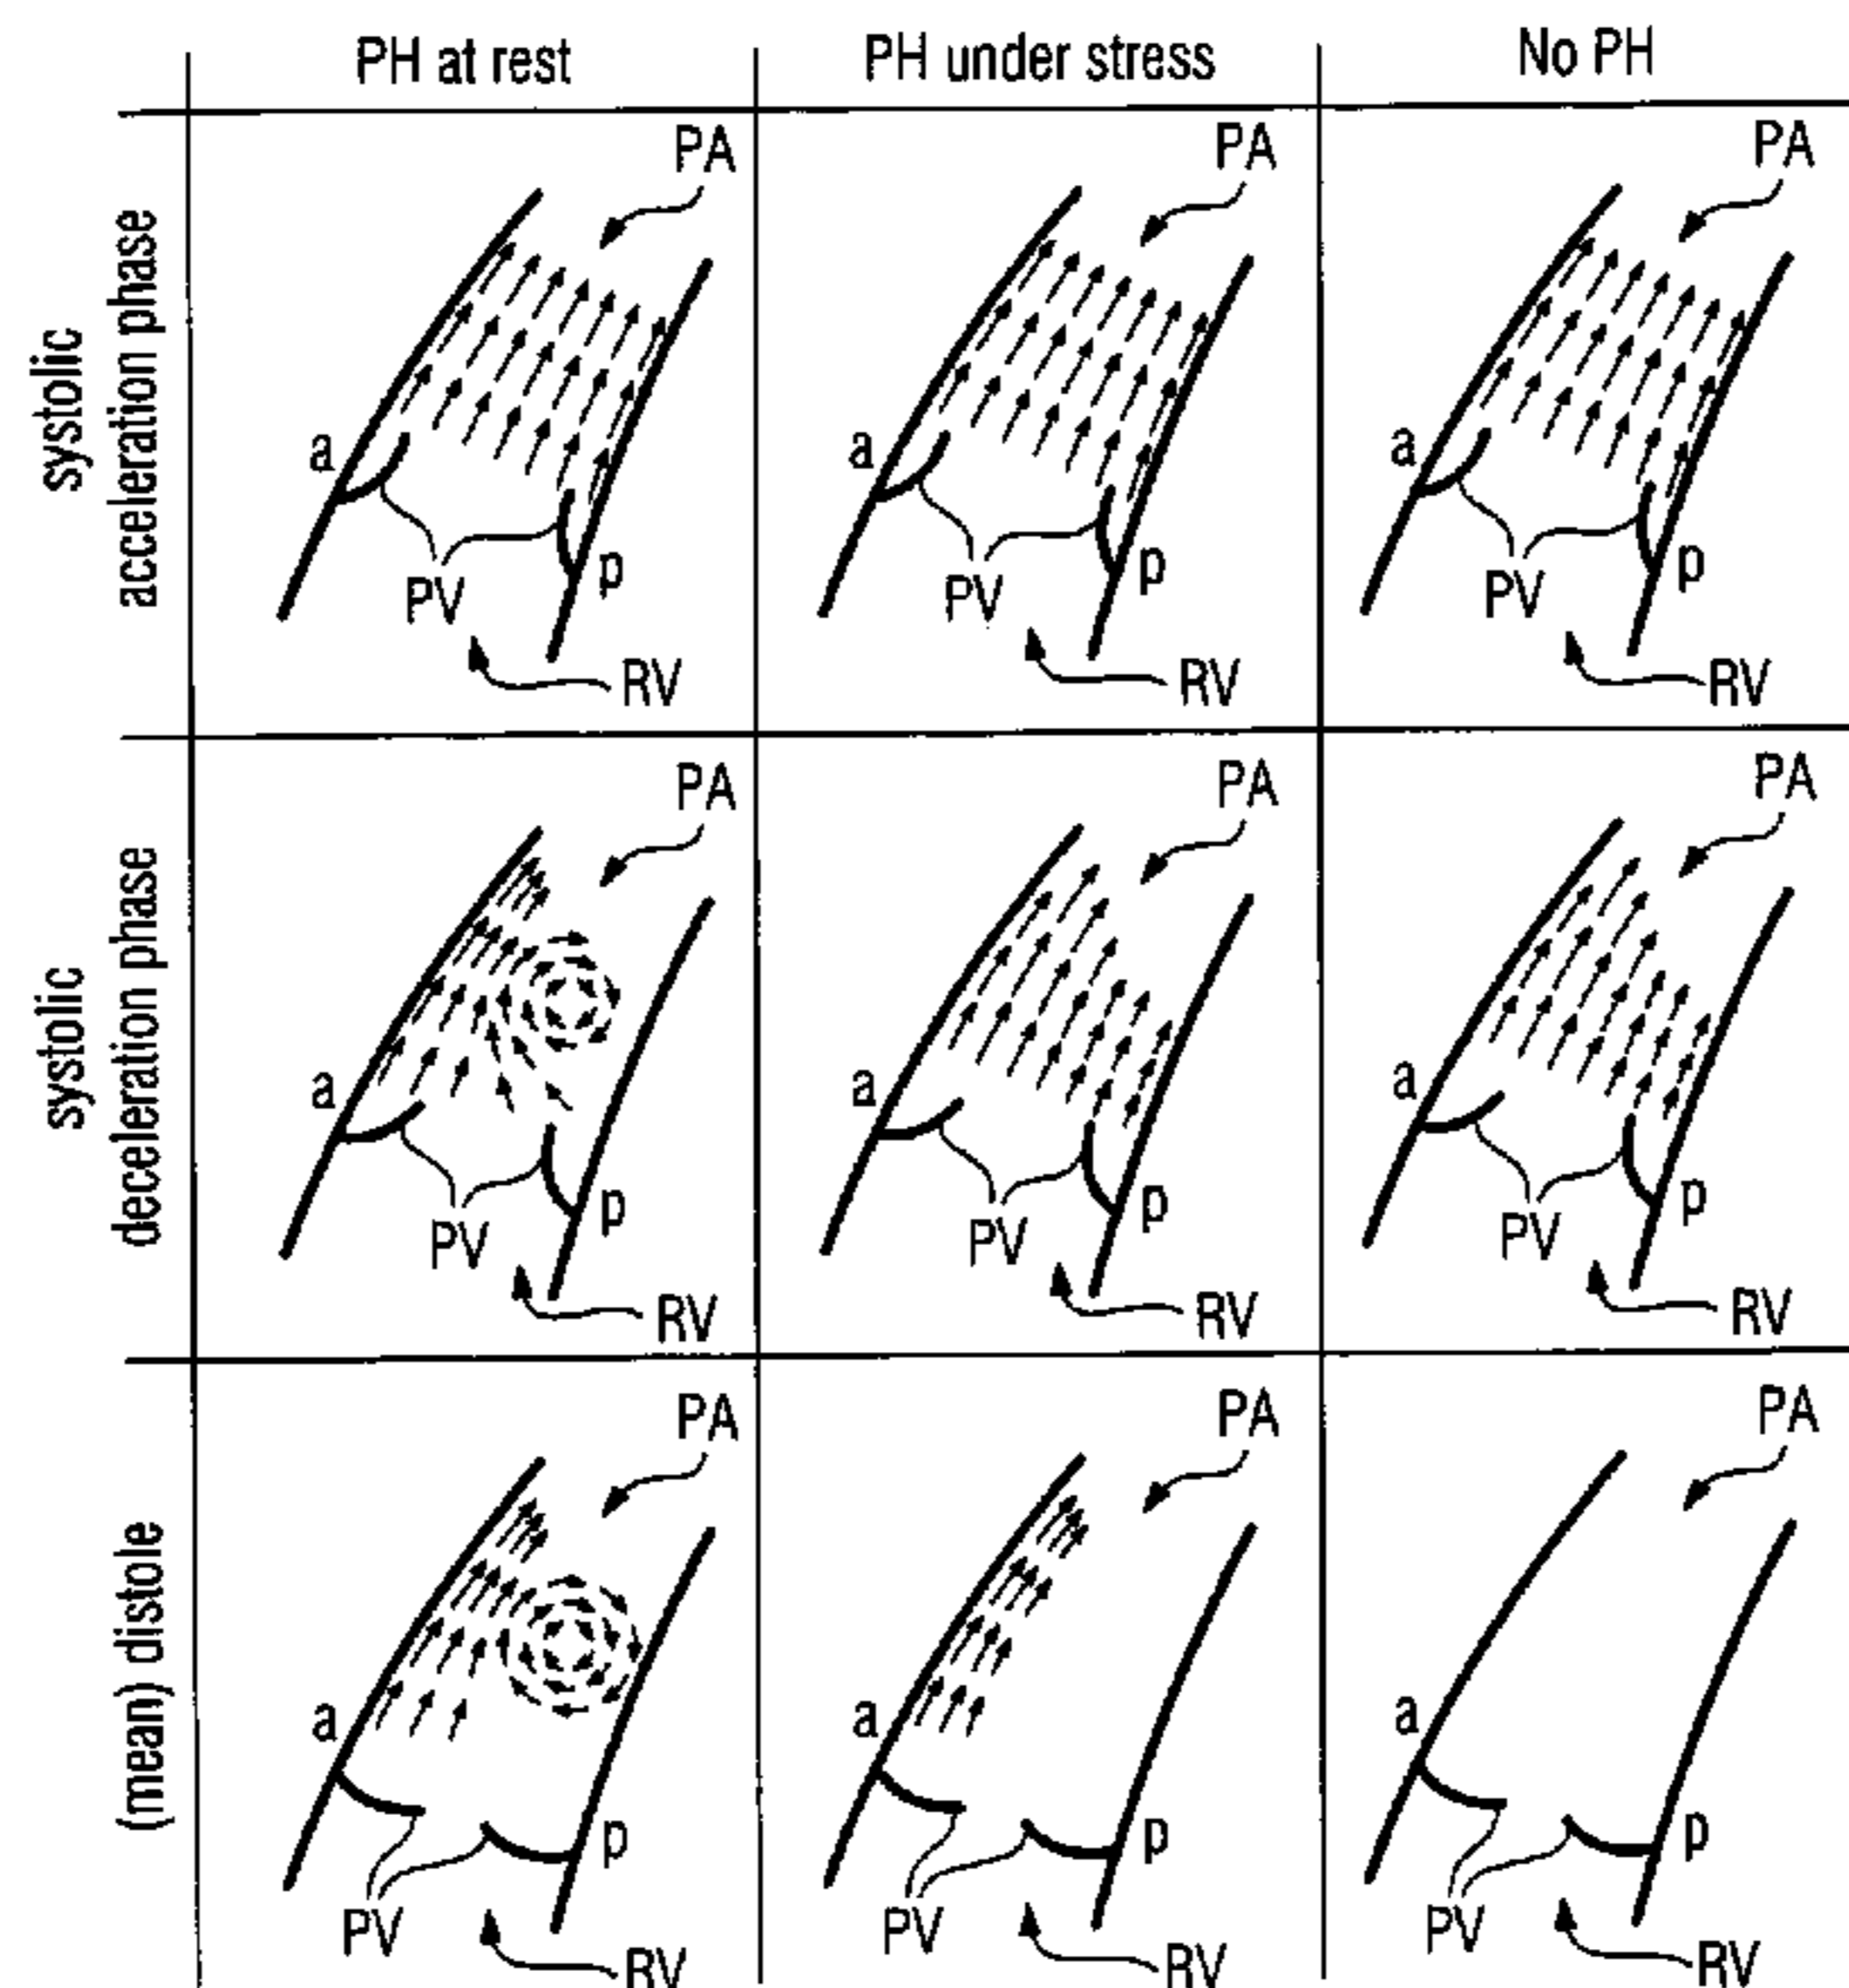 PH at rest
PH under stress
No PH
systolic
acceleration phase
PA
a
PV
p
RV
PA
a
PV
p
RV
PA
a
PV
p
RV
systolic
deceleration phase
PA
a
PV
p
RV
PA
a
PV
p
RV
PA
a
PV
p
RV
(mean) distole
PA
a
PV
p
RV
PA
a
PV
p
RV
PA
a
PV
p
RV